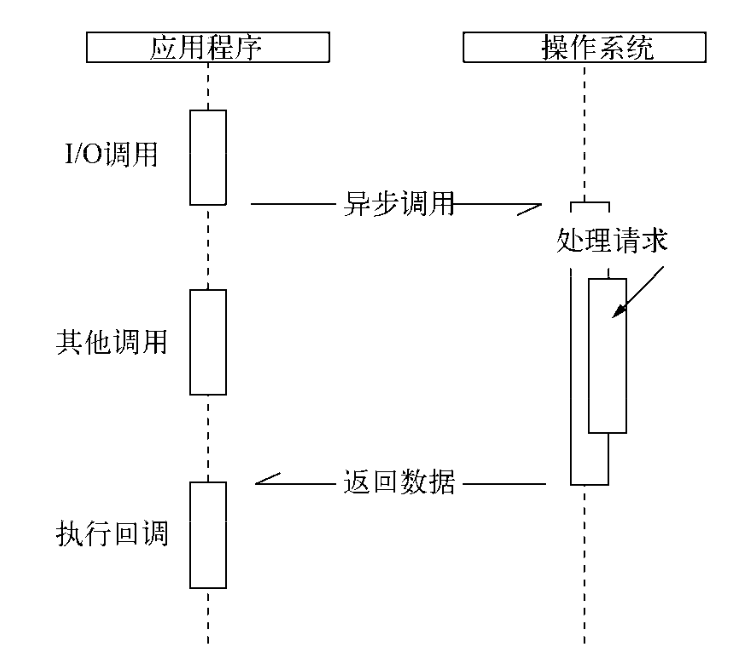 应用程序
操作系统
I/O调用
异步调用
处理请求
其他调用
返回数据
执行回调